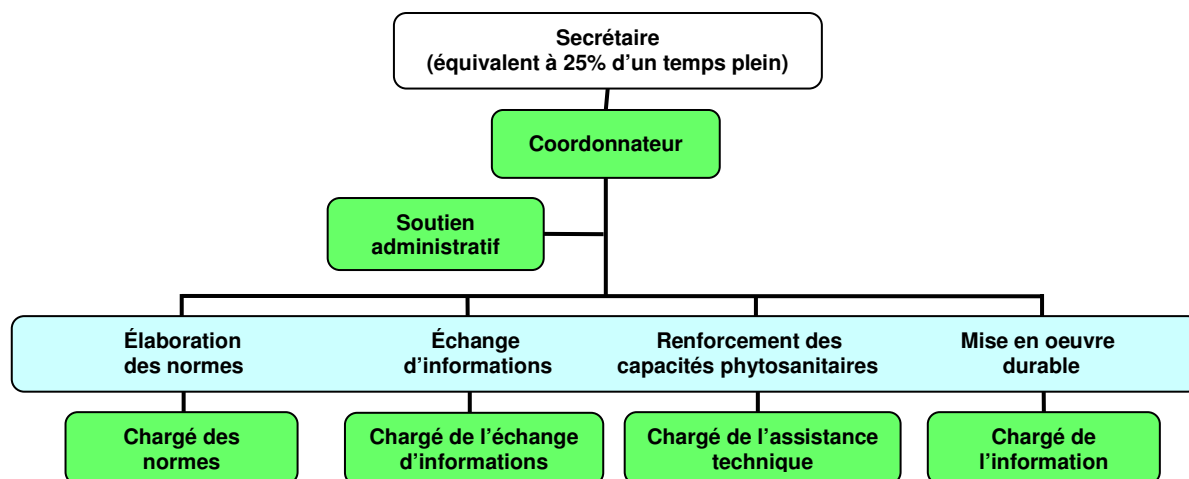 Secrétaire
(équivalent à 25% d'un temps plein)
Coordonnateur
Soutien
administratif
Élaboration
des normes
Échange
d'informations
Renforcement des
capacités phytosanitaires
Mise en oeuvre
durable
Chargé des
normes
Chargé de l'échange
d'informations
Chargé de l'assistance
technique
Chargé de
l'information